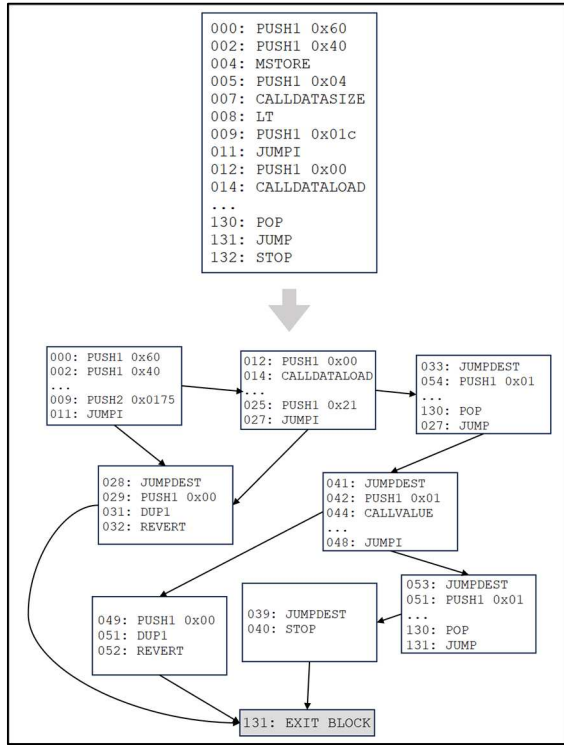 000: PUSH1 0x60
002: PUSH1 0x40
004: MSTORE
005: PUSH1 0x04
007: CALLDATASIZE
008: LT
009: PUSH1 0x01c
011: JUMPI
012: PUSH1 0x00
014: CALLDATALOAD
...
130: POP
131: JUMP
132: STOP
000: PUSH1 0x60
002: PUSH1 0x40
...
009: PUSH2 0x0175
011: JUMPI
012: PUSH1 0x00
014: CALLDATALOAD
...
025: PUSH1 0x21
027: JUMPI
033: JUMPDEST
054: PUSH1 0x01
...
130: POP
027: JUMP
028: JUMPDEST
029: PUSH1 0x00
031: DUP1
032: REVERT
041: JUMPDEST
042: PUSH1 0x01
044: CALLVALUE
...
048: JUMPI
049: PUSH1 0x00
051: DUP1
052: REVERT
039: JUMPDEST
040: STOP
053: JUMPDEST
051: PUSH1 0x01
...
130: POP
131: JUMP
131: EXIT BLOCK